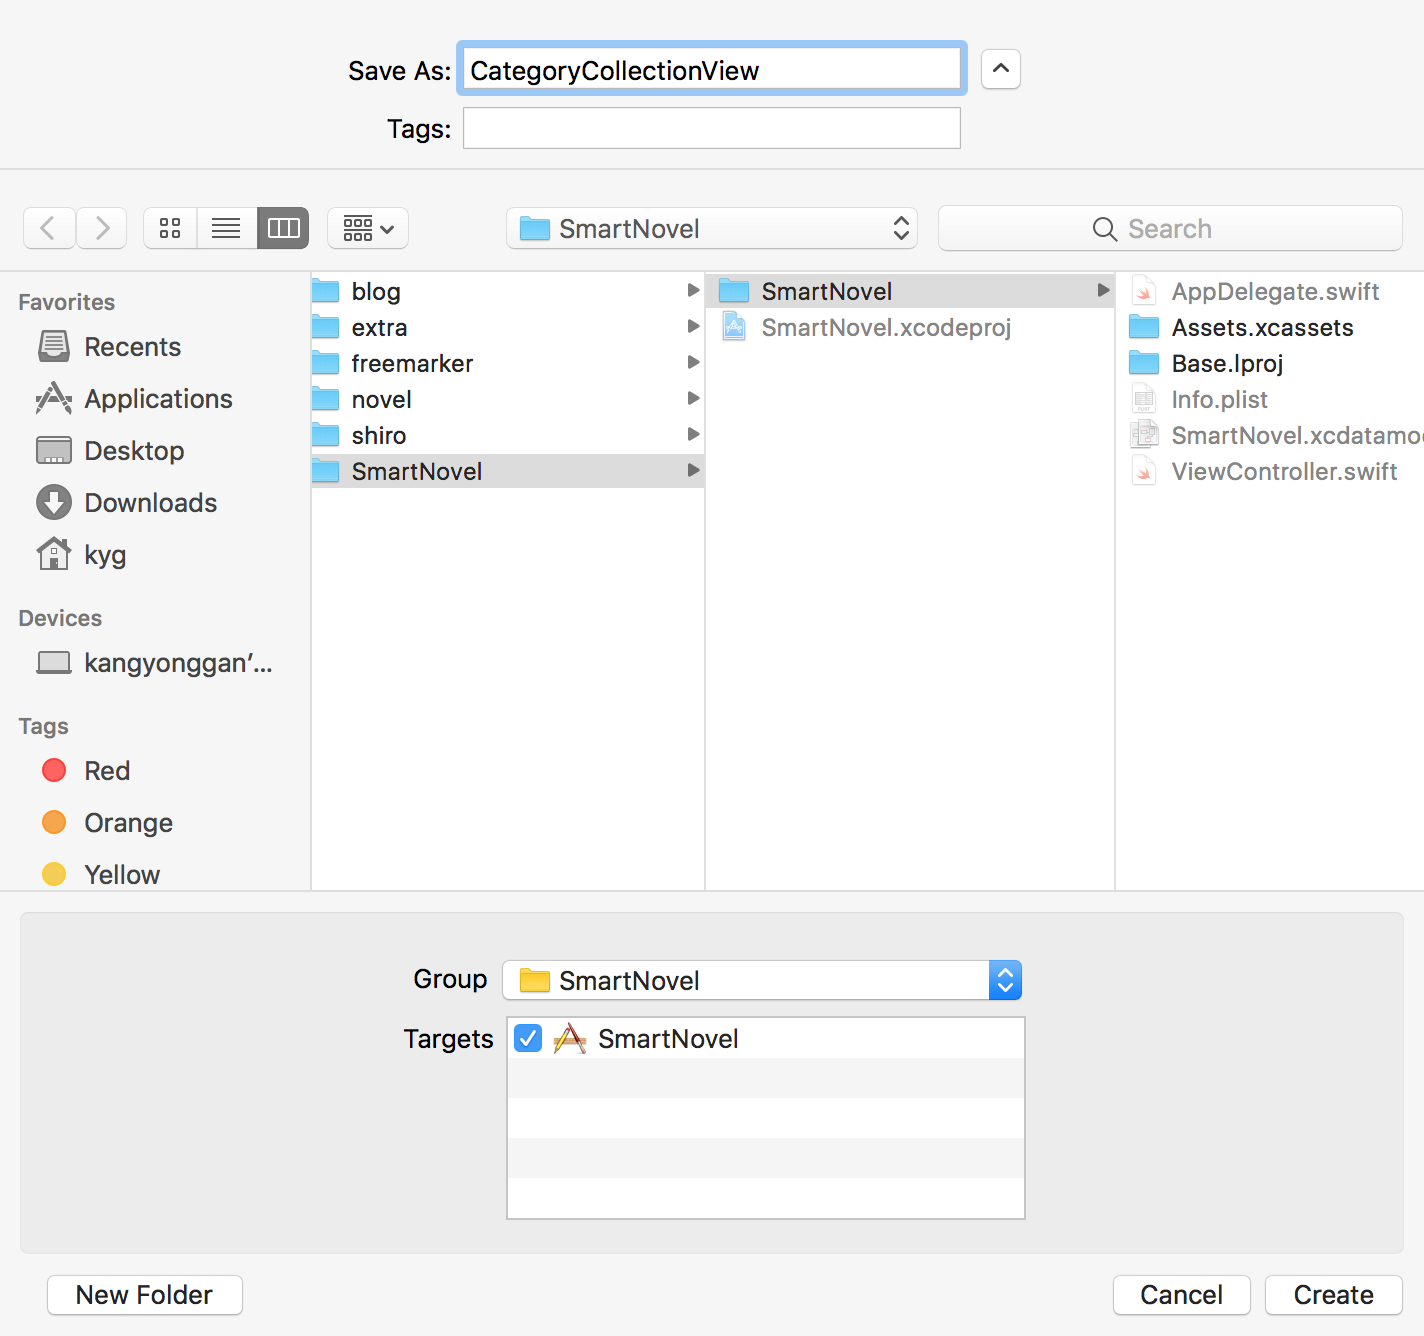 Save As: CategoryCollectionView
Tags:
SmartNovel
Search
Favorites
Recents
Applications
Desktop
Downloads
kyg
Devices
kangyonggan’...
Tags
Red
Orange
Yellow
blog
extra
freemarker
novel
shiro
SmartNovel
SmartNovel
SmartNovel.xcodeproj
AppDelegate.swift
Assets.xcassets
Base.lproj
Info.plist
SmartNovel.xcdatamo
ViewController.swift
Group SmartNovel
Targets SmartNovel
New Folder
Cancel
Create